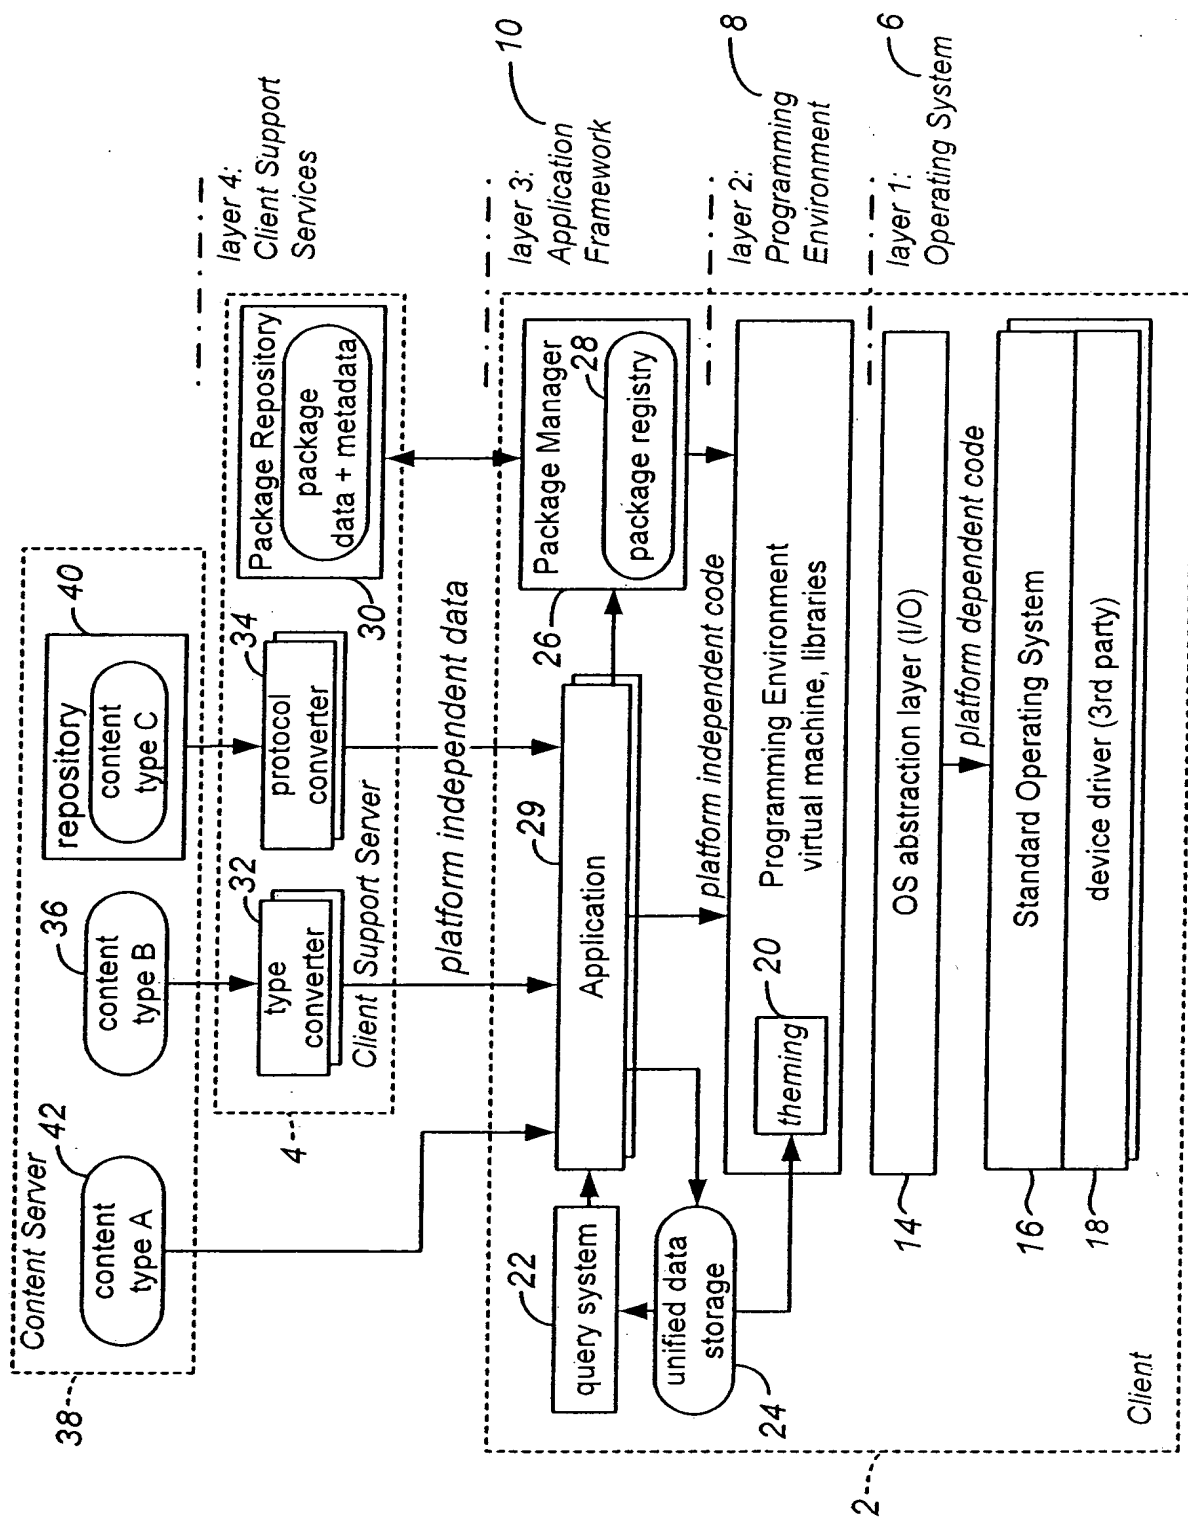 Content Server
38
content
type A
42
content
type B
36
repository
content
type C
40
layer 4:
Client Support
Services
type
converter
32
protocol
converter
34
Package Repository
package
data + metadata
30
Client Support Server
4
platform independent data
layer 3:
Application
Framework
10
query system
22
Application
29
Package Manager
package registry
28
26
unified data
storage
24
platform independent code
layer 2:
Programming
Environment
8
theming
20
Programming Environment
virtual machine, libraries
layer 1:
Operating System
6
OS abstraction layer (I/O)
14
platform dependent code
Standard Operating System
16
device driver (3rd party)
18
Client
2